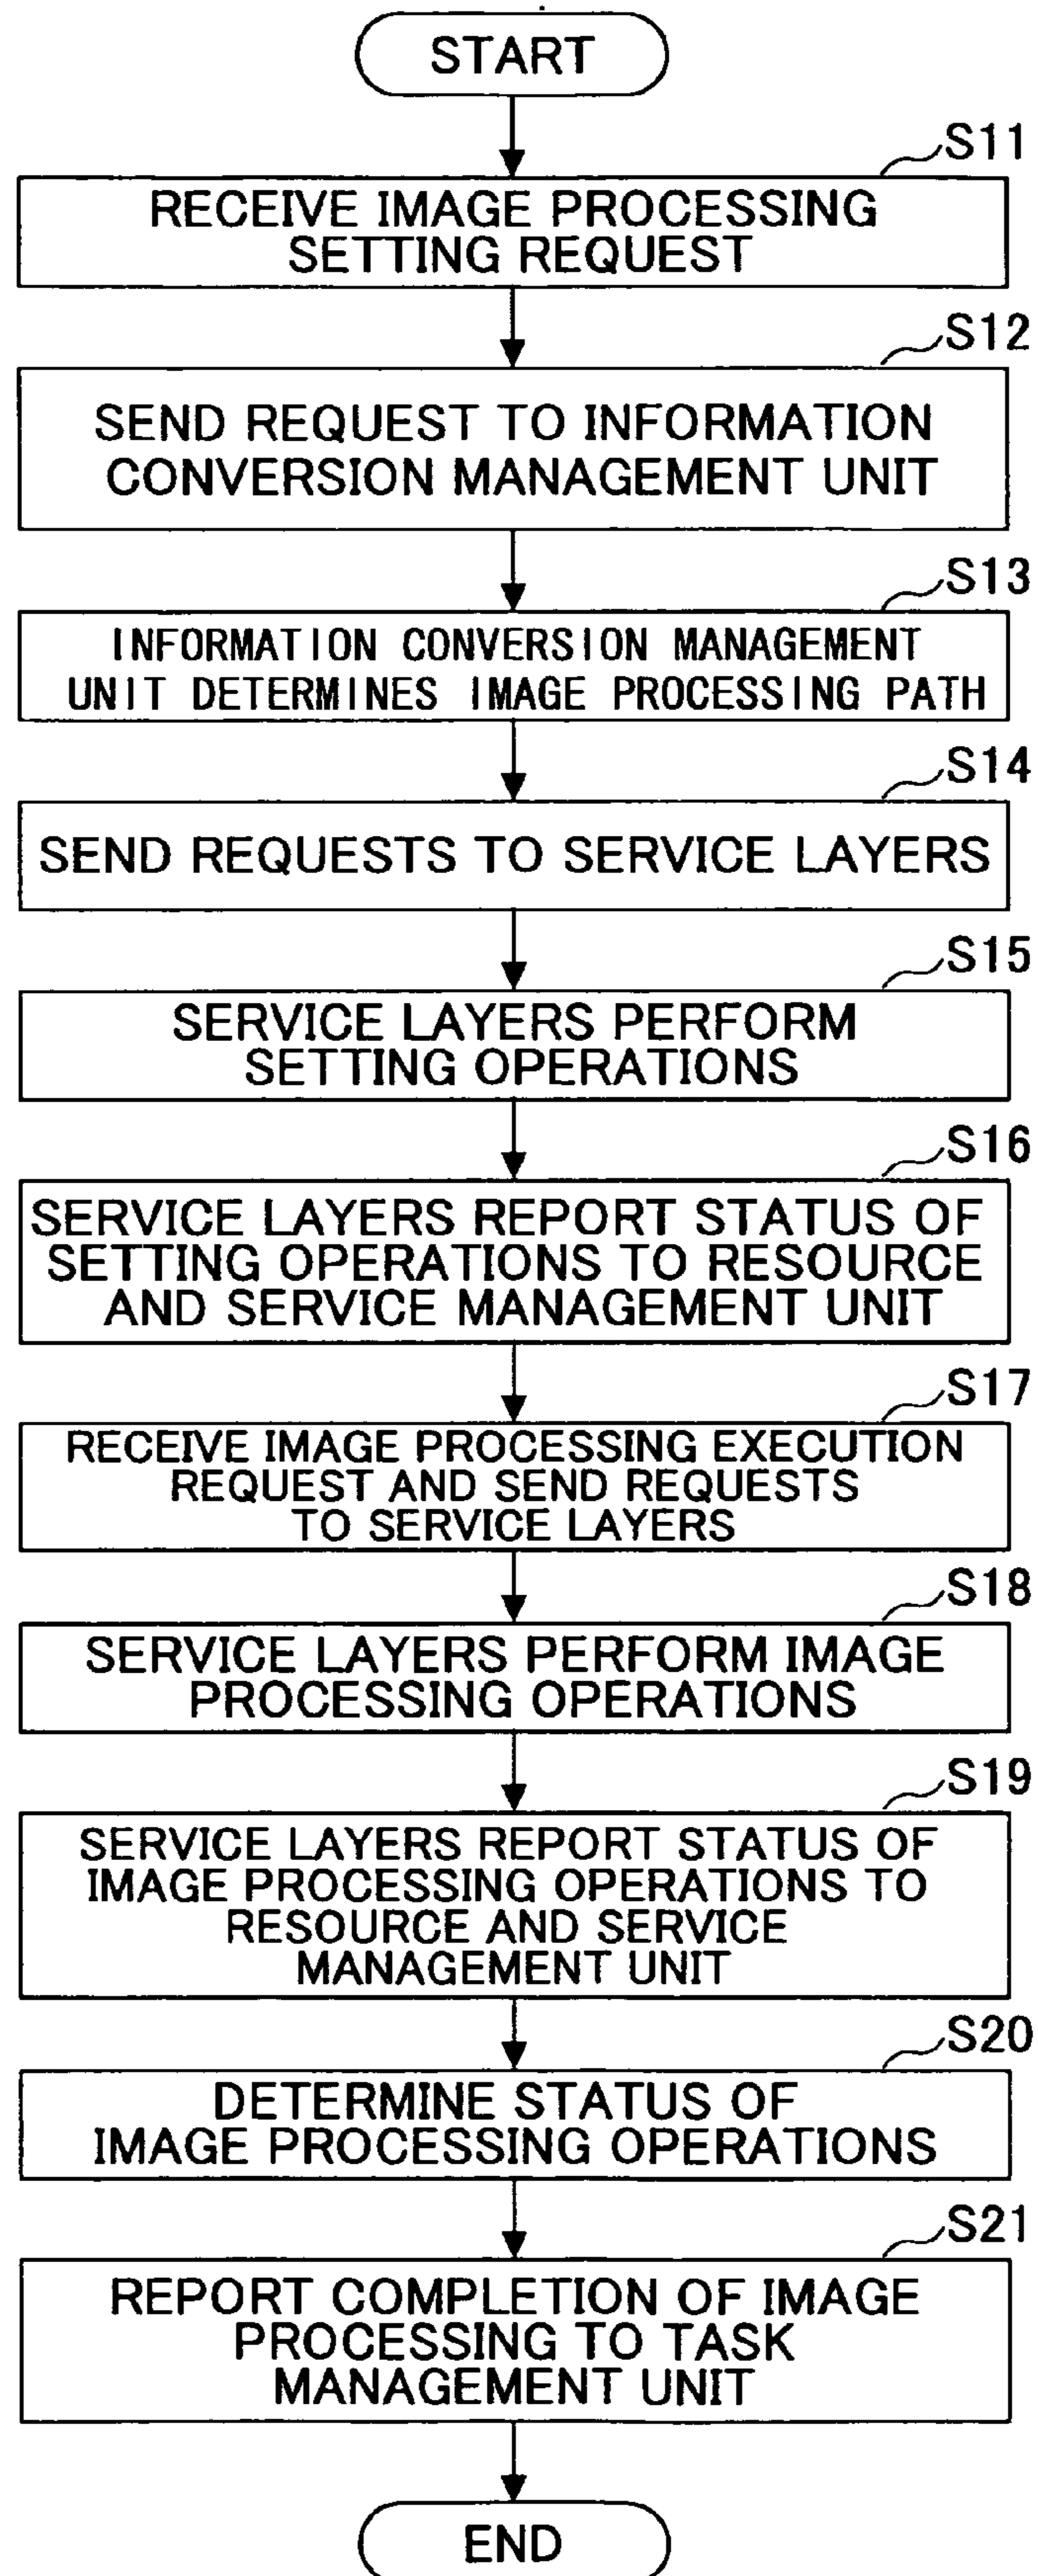 START
S11
RECEIVE IMAGE PROCESSING
SETTING REQUEST
S12
SEND REQUEST TO INFORMATION
CONVERSION MANAGEMENT UNIT
S13
INFORMATION CONVERSION MANAGEMENT
UNIT DETERMINES IMAGE PROCESSING PATH
S14
SEND REQUESTS TO SERVICE LAYERS
S15
SERVICE LAYERS PERFORM
SETTING OPERATIONS
S16
SERVICE LAYERS REPORT STATUS OF
SETTING OPERATIONS TO RESOURCE
AND SERVICE MANAGEMENT UNIT
S17
RECEIVE IMAGE PROCESSING EXECUTION
REQUEST AND SEND REQUESTS
TO SERVICE LAYERS
S18
SERVICE LAYERS PERFORM IMAGE
PROCESSING OPERATIONS
S19
SERVICE LAYERS REPORT STATUS OF
IMAGE PROCESSING OPERATIONS TO
RESOURCE AND SERVICE
MANAGEMENT UNIT
S20
DETERMINE STATUS OF
IMAGE PROCESSING OPERATIONS
S21
REPORT COMPLETION OF IMAGE
PROCESSING TO TASK
MANAGEMENT UNIT
END